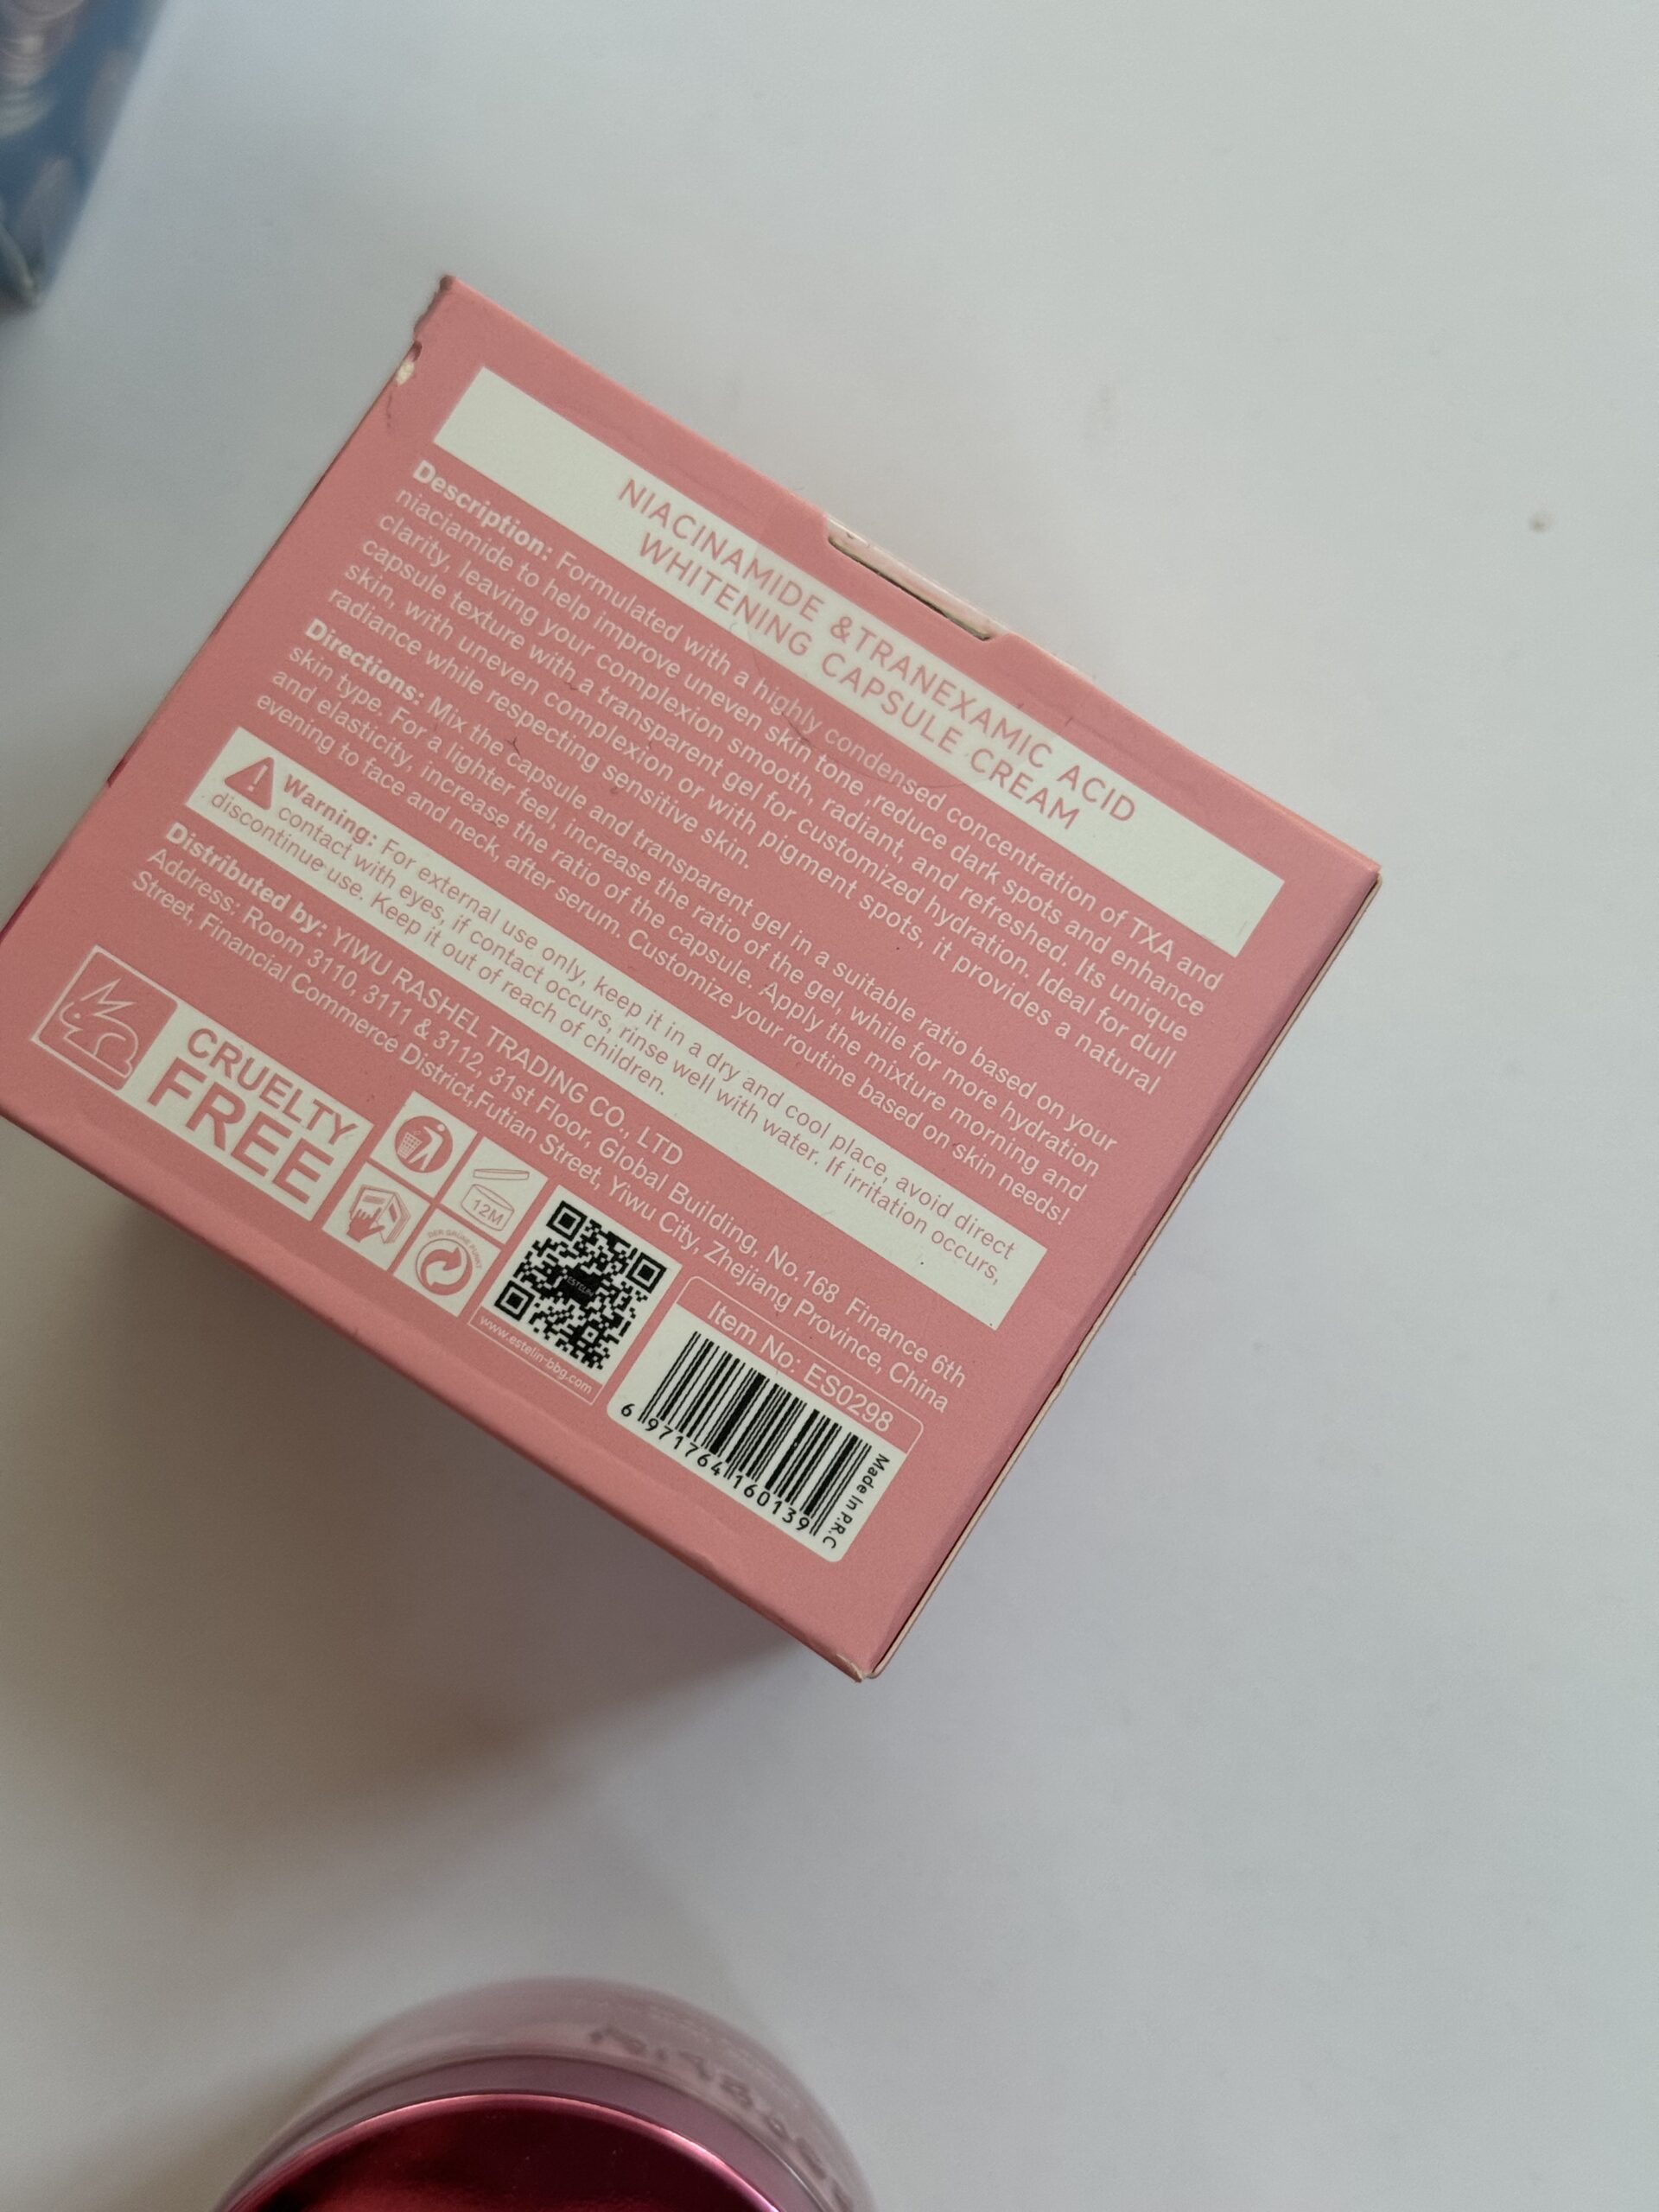 NIACINAMIDE &TRANEXAMIC ACID
WHITENING CAPSULE CREAM
Description: Formulated with a highly condensed concentration of TXA and
niaciamide to help improve uneven skin tone ,reduce dark spots and enhance
clarity, leaving your complexion smooth, radiant, and refreshed. Its unique
capsule texture with a transparent gel for customized hydration. Ideal for dull
skin, with uneven complexion or with pigment spots, it provides a natural
radiance while respecting sensitive skin.
Directions: Mix the capsule and transparent gel in a suitable ratio based on your
skin type. For a lighter feel, increase the ratio of the gel, while for more hydration
and elasticity, increase the ratio of the capsule. Apply the mixture morning and
evening to face and neck, after serum. Customize your routine based on skin needs!
Warning: For external use only, keep it in a dry and cool place, avoid direct
contact with eyes, if contact occurs, rinse well with water. If irritation occurs,
discontinue use. Keep it out of reach of children.
Distributed by: YIWU RASHEL TRADING CO., LTD
Address: Room 3110, 3111 & 3112, 31st Floor, Global Building, No.168 Finance 6th
Street, Financial Commerce District,Futian Street, Yiwu City, Zhejiang Province, China
CRUELTY
FREE
12M
DER GRÜNE PUNKT
ESTELIN
www.estelin-bbg.com
Item No: ES0298
6 971764 160139
Made In P.R.C